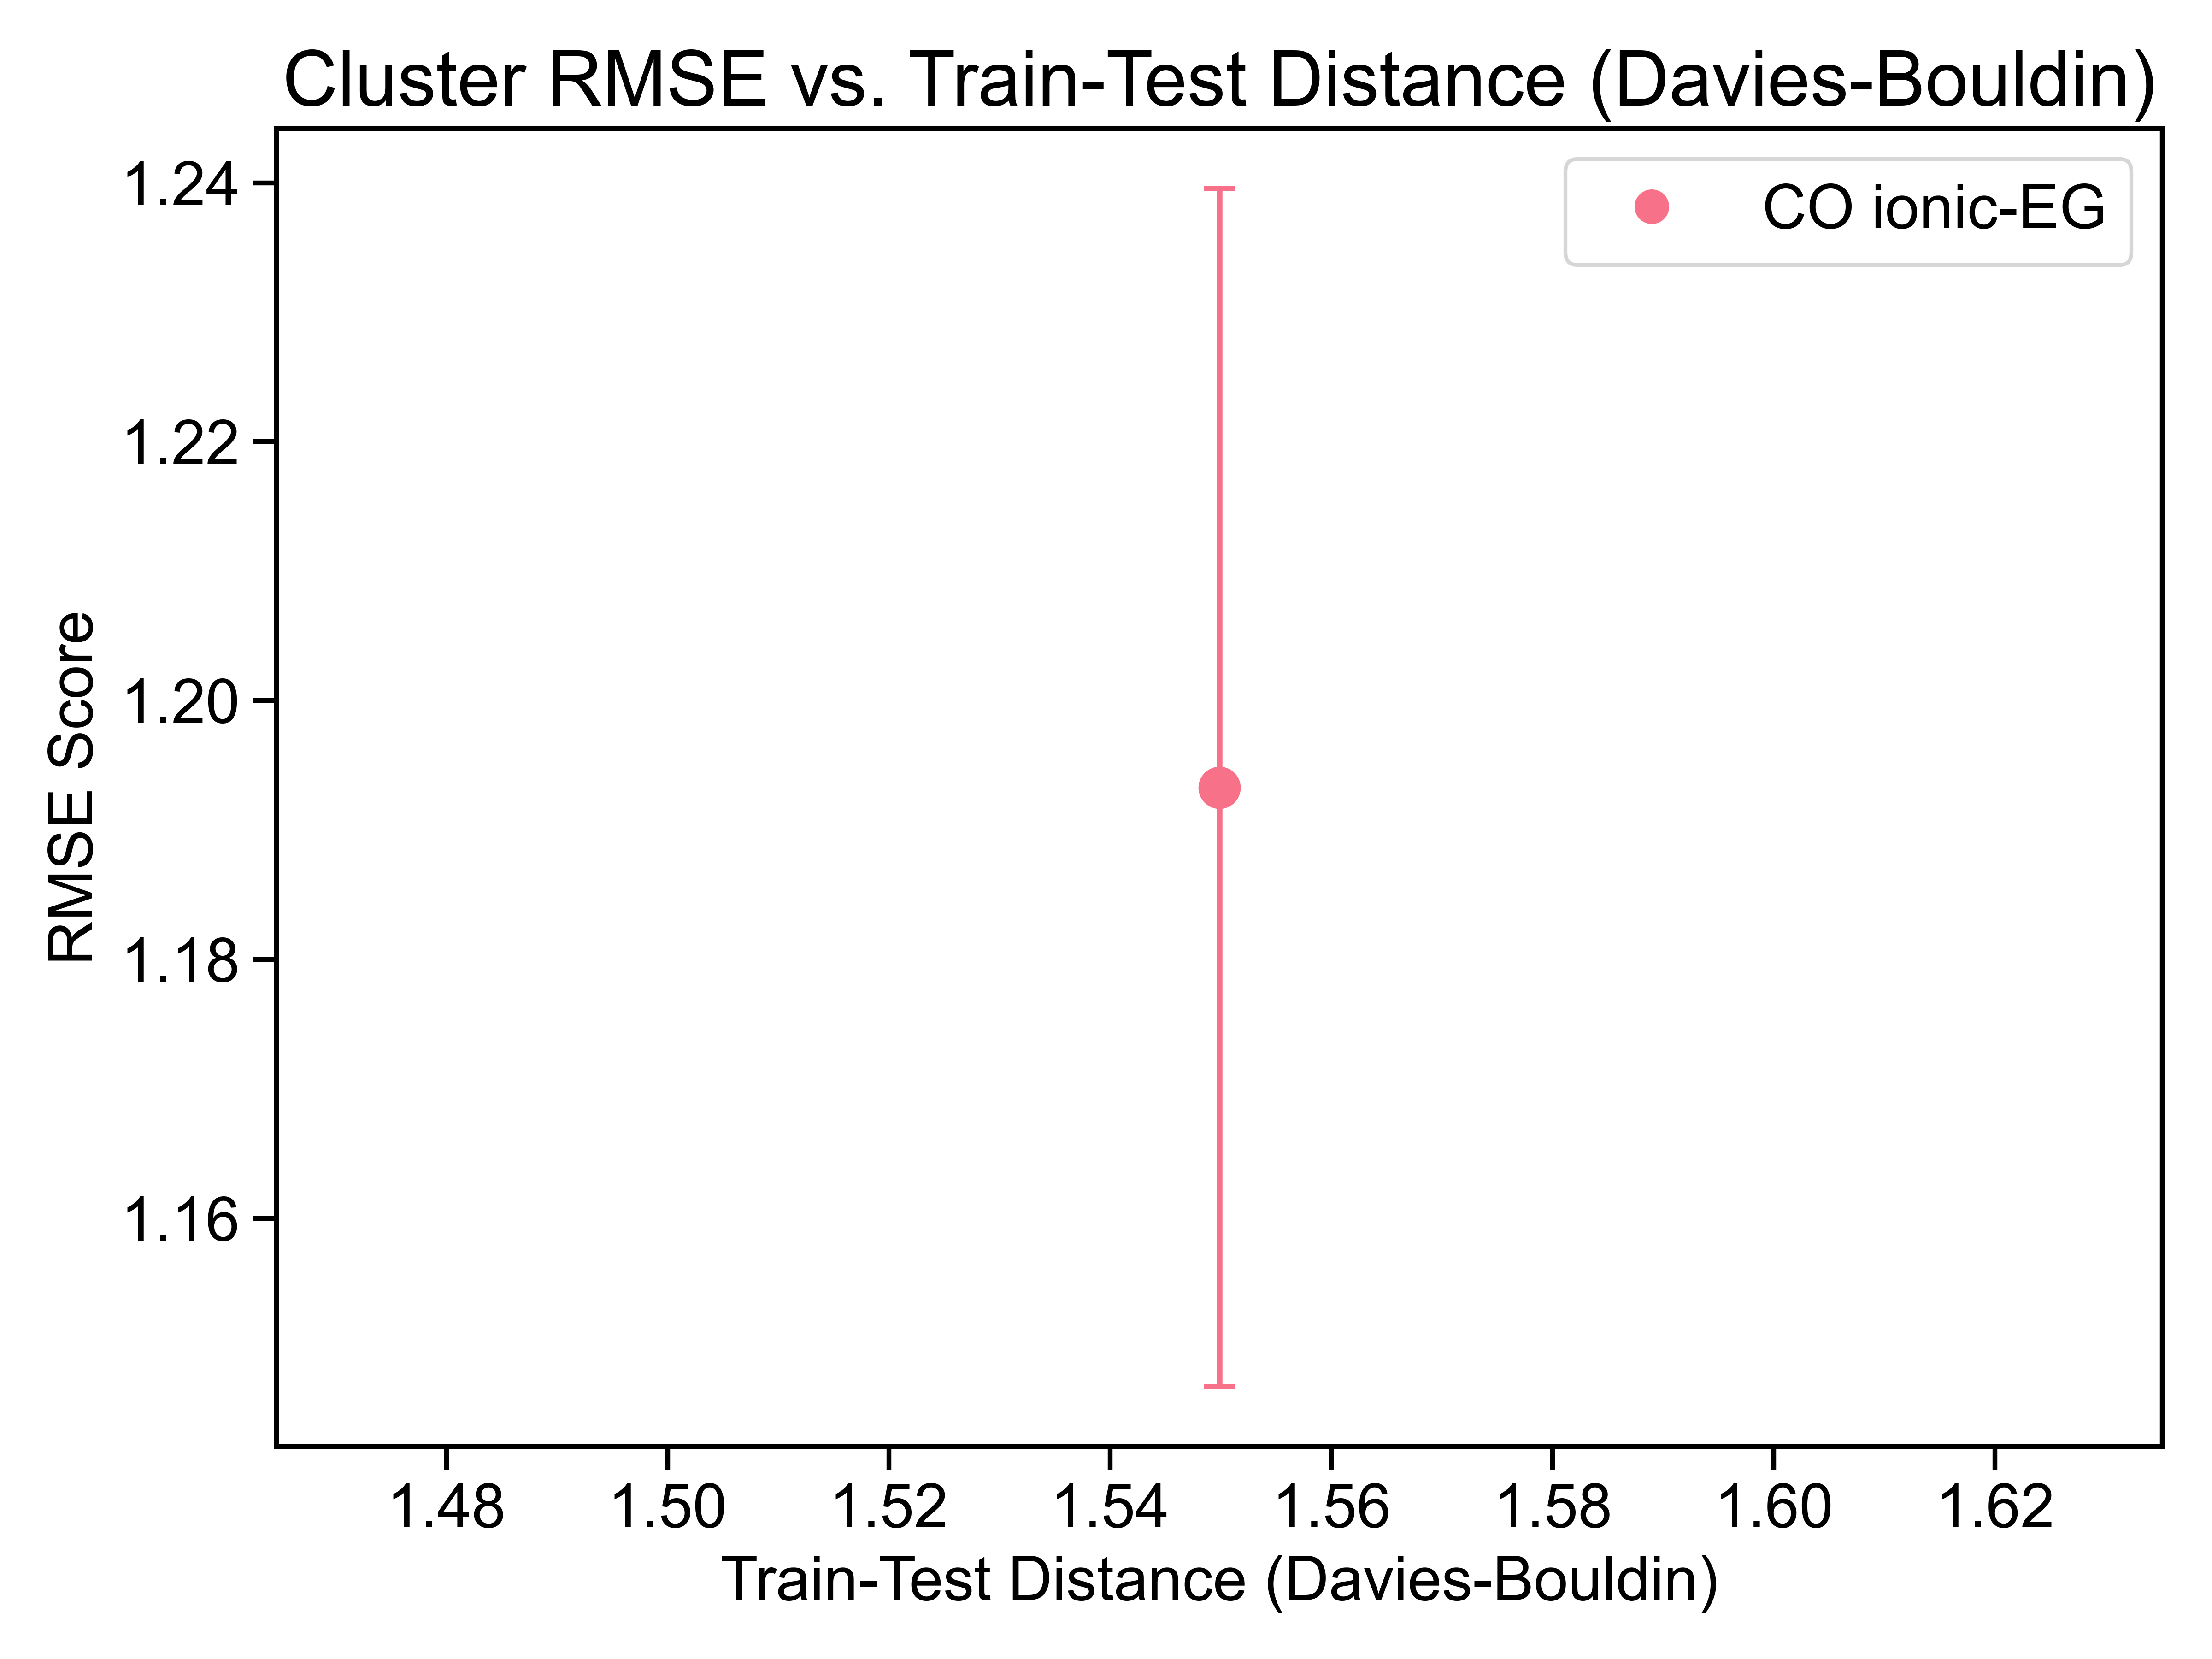 Cluster RMSE vs. Train-Test Distance (Davies-Bouldin)
CO ionic-EG
RMSE Score
1.24
1.22
1.20
1.18
1.16
1.48 1.50 1.52 1.54 1.56 1.58 1.60 1.62
Train-Test Distance (Davies-Bouldin)